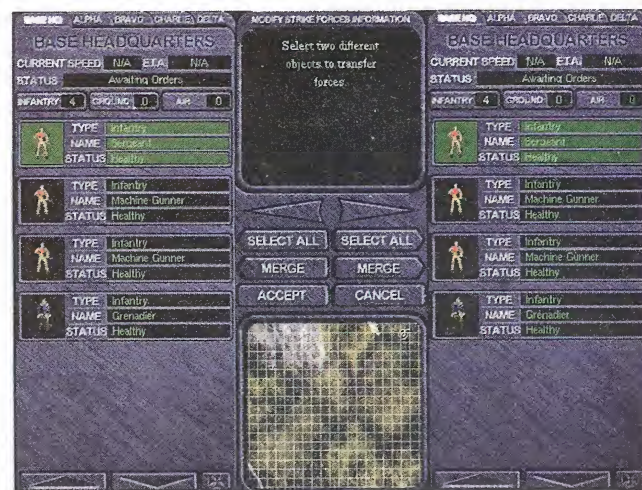 BASE HQ ALPHA BRAVO CHARLIE DELTA
BASE HEADQUARTERS
CURRENT SPEED N/A E.T.A. N/A
STATUS Awaiting Orders
INFANTRY 4 GROUND 0 AIR 0
TYPE Infantry
NAME Sergeant
STATUS Healthy
TYPE Infantry
NAME Machine Gunner
STATUS Healthy
TYPE Infantry
NAME Machine Gunner
STATUS Healthy
TYPE Infantry
NAME Grenadier
STATUS Healthy
MODIFY STRIKE FORCES INFORMATION
Select two different
objects to transfer
forces.
SELECT ALL SELECT ALL
MERGE MERGE
ACCEPT CANCEL
BASE HQ ALPHA BRAVO CHARLIE DELTA
BASE HEADQUARTERS
CURRENT SPEED N/A E.T.A. N/A
STATUS Awaiting Orders
INFANTRY 4 GROUND 0 AIR 0
TYPE Infantry
NAME Sergeant
STATUS Healthy
TYPE Infantry
NAME Machine Gunner
STATUS Healthy
TYPE Infantry
NAME Machine Gunner
STATUS Healthy
TYPE Infantry
NAME Grenadier
STATUS Healthy